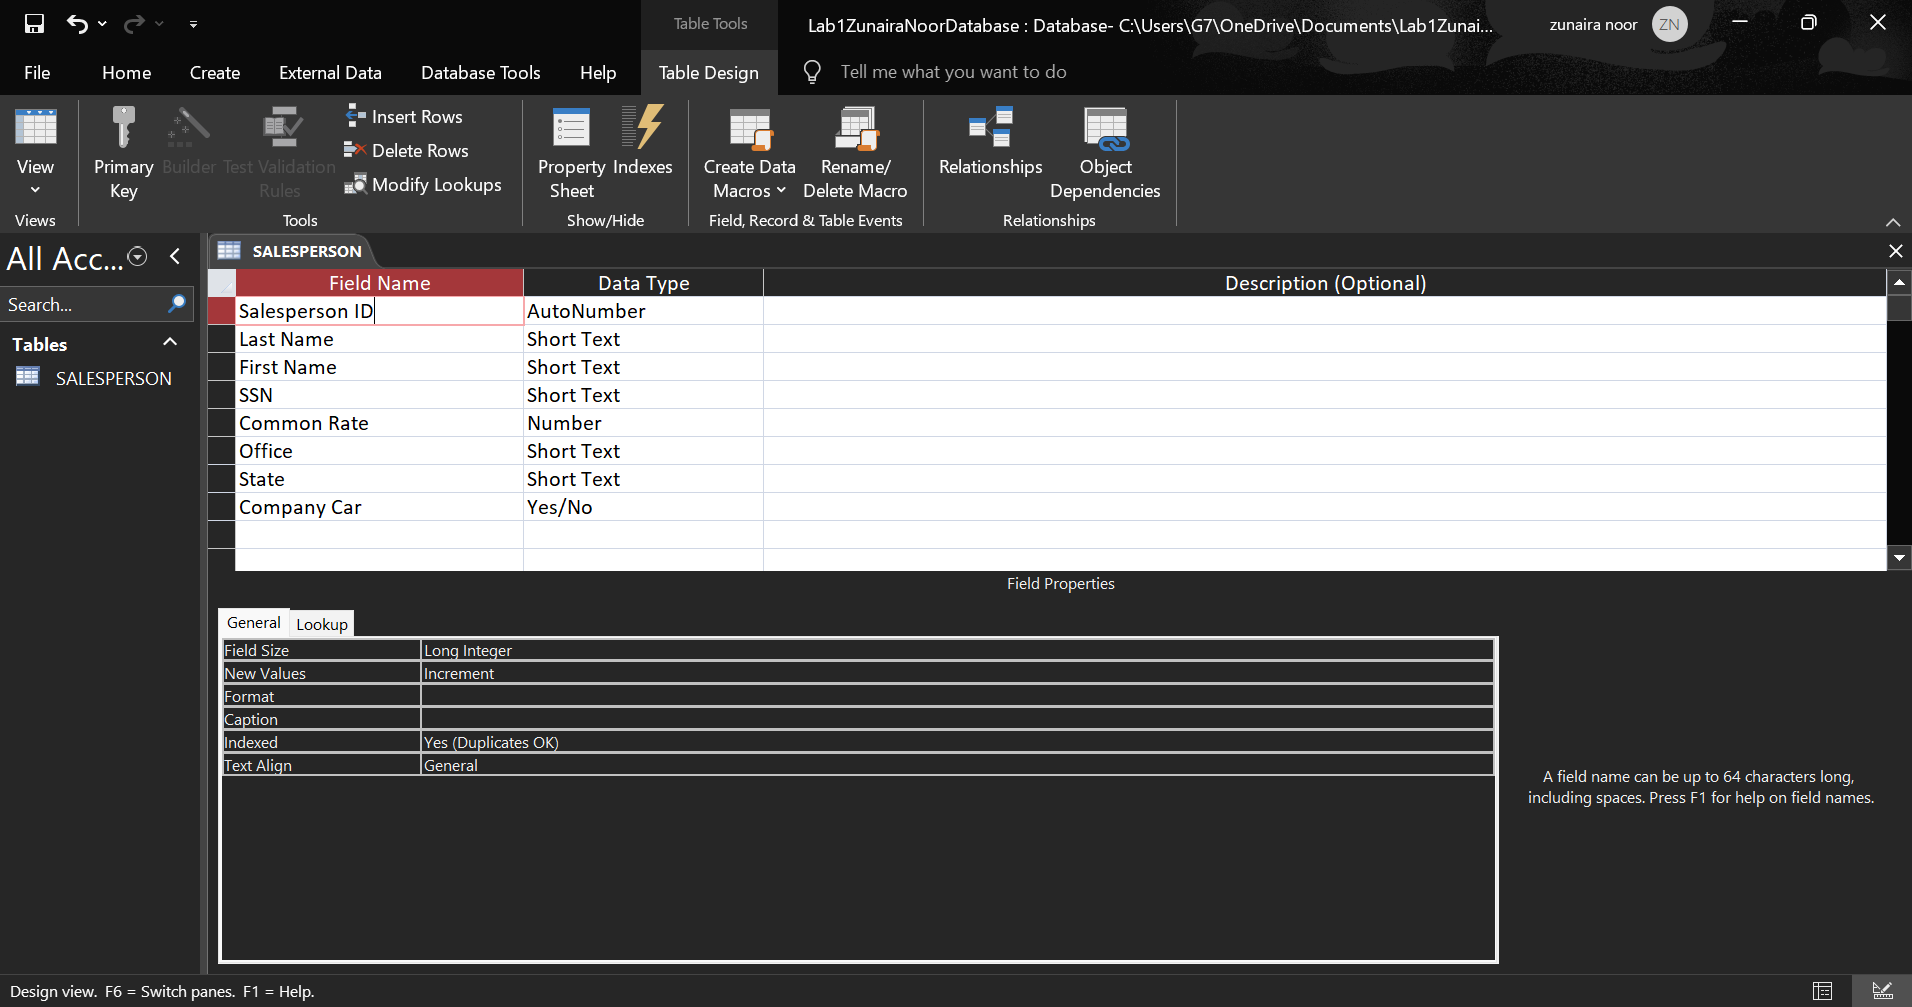 Table Tools
Lab1ZunairaNoorDatabase : Database- C:\Users\G7\OneDrive\Documents\Lab1Zunai...
zunaira noor
ZN
File
Home
Create
External Data
Database Tools
Help
Table Design
Tell me what you want to do
View
Primary Key
Builder
Test Validation Rules
Insert Rows
Delete Rows
Modify Lookups
Property Sheet
Indexes
Create Data Macros
Rename/ Delete Macro
Relationships
Object Dependencies
Views
Tools
Show/Hide
Field, Record & Table Events
Relationships
All Acc...
Search...
Tables
SALESPERSON
SALESPERSON
Field Name Data Type Description (Optional)
Salesperson ID AutoNumber
Last Name Short Text
First Name Short Text
SSN Short Text
Common Rate Number
Office Short Text
State Short Text
Company Car Yes/No
Field Properties
General Lookup
Field Size Long Integer
New Values Increment
Format
Caption
Indexed Yes (Duplicates OK)
Text Align General
A field name can be up to 64 characters long,
including spaces. Press F1 for help on field names.
Design view. F6 = Switch panes. F1 = Help.